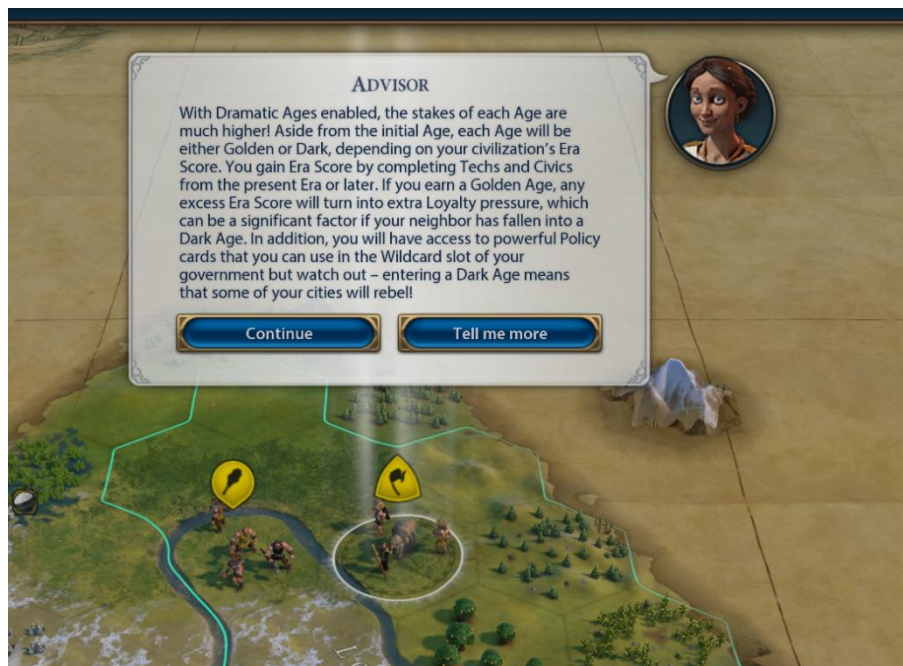 ADVISOR
With Dramatic Ages enabled, the stakes of each Age are
much higher! Aside from the initial Age, each Age will be
either Golden or Dark, depending on your civilization's Era
Score. You gain Era Score by completing Techs and Civics
from the present Era or later. If you earn a Golden Age, any
excess Era Score will turn into extra Loyalty pressure, which
can be a significant factor if your neighbor has fallen into a
Dark Age. In addition, you will have access to powerful Policy
cards that you can use in the Wildcard slot of your
government but watch out – entering a Dark Age means
that some of your cities will rebel!
Continue
Tell me more